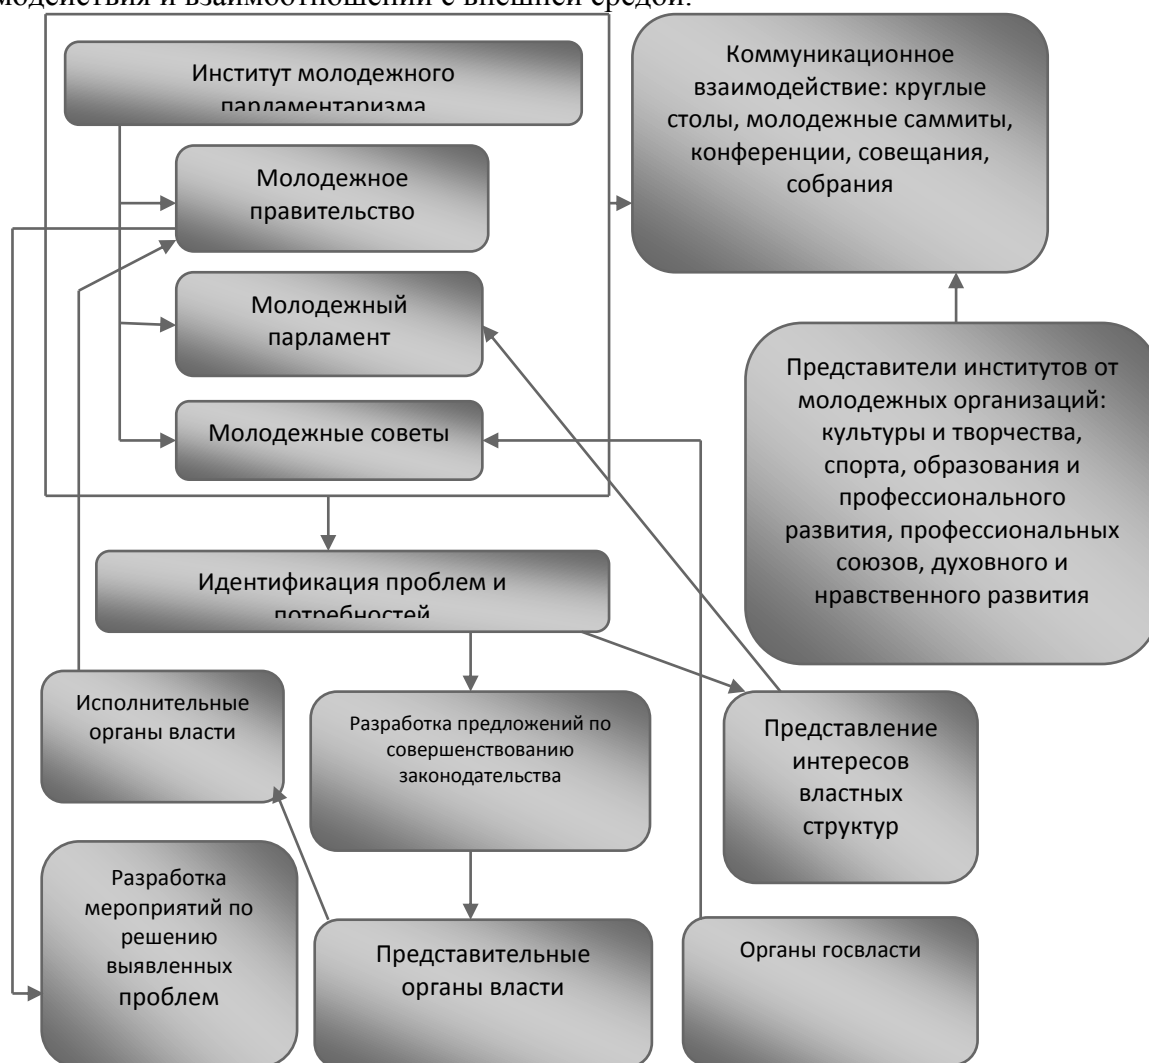 модействия и взаимоотношений с внешней средой.
Институт молодежного
парламентаризма
Коммуникационное
взаимодействие: круглые
столы, молодежные саммиты,
конференции, совещания,
собрания
Молодежное
правительство
Молодежный
парламент
Молодежные советы
Представители институтов от
молодежных организаций:
культуры и творчества,
спорта, образования и
профессионального
развития, профессиональных
союзов, духовного и
нравственного развития
Идентификация проблем и
потребностей
Исполнительные
органы власти
Разработка предложений по
совершенствованию
законодательства
Представление
интересов
властных
структур
Разработка
мероприятий по
решению
выявленных
проблем
Представительные
органы власти
Органы госвласти